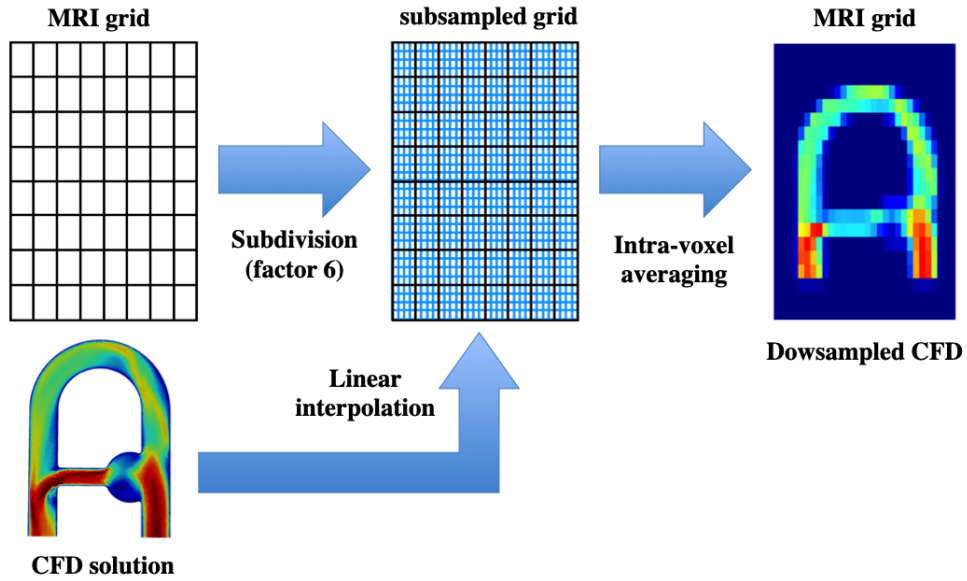 MRI grid
subsampled grid
MRI grid
Subdivision
(factor 6)
Intra-voxel
averaging
Linear
interpolation
Dowsampled CFD
CFD solution